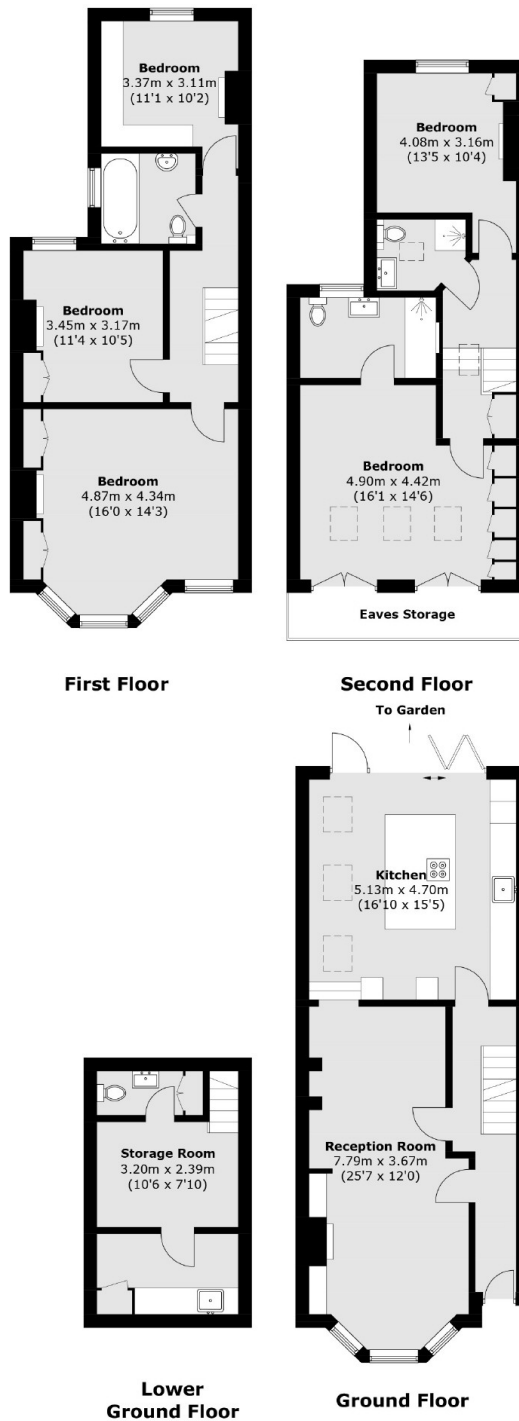 Bedroom
3.37m x 3.11m
(11'1 x 10'2)
Bedroom
3.45m x 3.17m
(11'4 x 10'5)
Bedroom
4.87m x 4.34m
(16'0 x 14'3)
First Floor
Bedroom
4.08m x 3.16m
(13'5 x 10'4)
Bedroom
4.90m x 4.42m
(16'1 x 14'6)
Eaves Storage
Second Floor
To Garden
Kitchen
5.13m x 4.70m
(16'10 x 15'5)
Storage Room
3.20m x 2.39m
(10'6 x 7'10)
Lower
Ground Floor
Reception Room
7.79m x 3.67m
(25'7 x 12'0)
Ground Floor